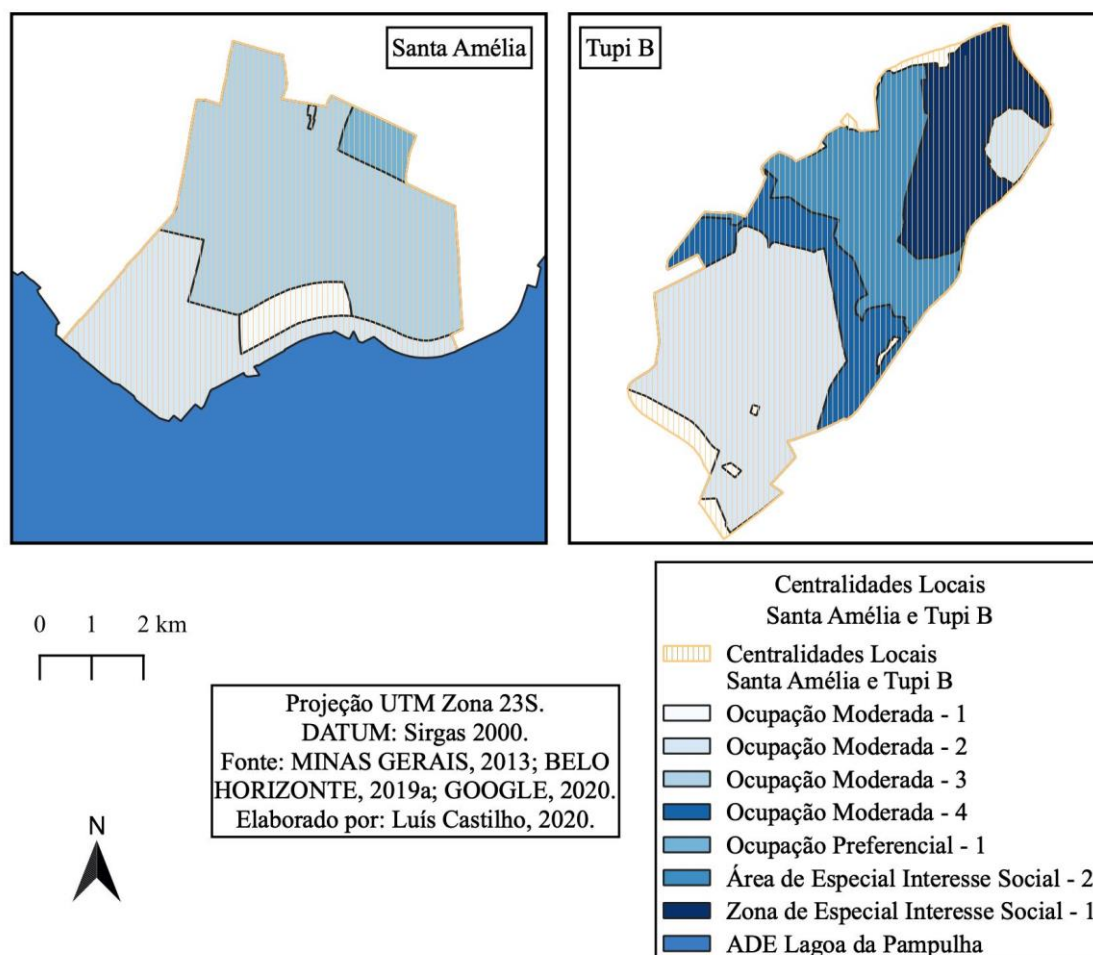 Santa Amélia
Tupi B
0 1 2 km
Projeção UTM Zona 23S.
DATUM: Sirgas 2000.
Fonte: MINAS GERAIS, 2013; BELO
HORIZONTE, 2019a; GOOGLE, 2020.
Elaborado por: Luís Castilho, 2020.
N
Centralidades Locais
Santa Amélia e Tupi B
Centralidades Locais
Santa Amélia e Tupi B
Ocupação Moderada - 1
Ocupação Moderada - 2
Ocupação Moderada - 3
Ocupação Moderada - 4
Ocupação Preferencial - 1
Área de Especial Interesse Social - 2
Zona de Especial Interesse Social - 1
ADE Lagoa da Pampulha